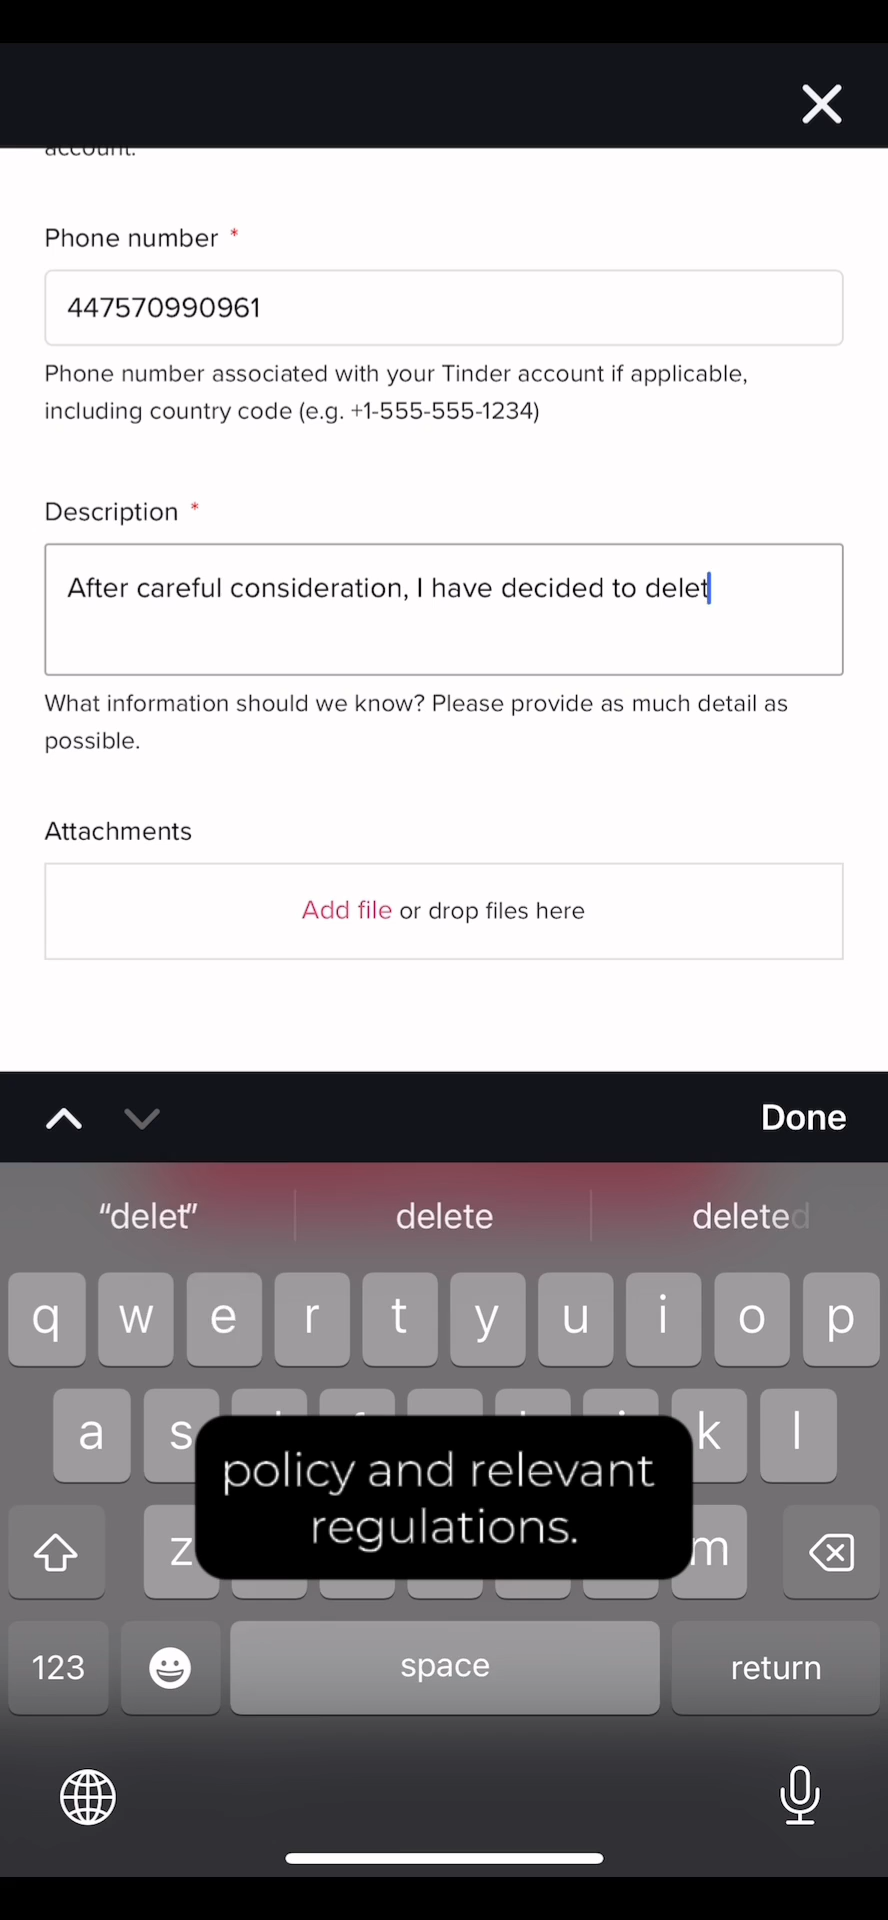 account.
Phone number *
447570990961
Phone number associated with your Tinder account if applicable,
including country code (e.g. +1-555-555-1234)
Description *
After careful consideration, I have decided to delet
What information should we know? Please provide as much detail as
possible.
Attachments
Add file or drop files here
Done
“delet” delete deleted
q w e r t y u i o p
a s k l
policy and relevant
regulations.
z m
123 space return